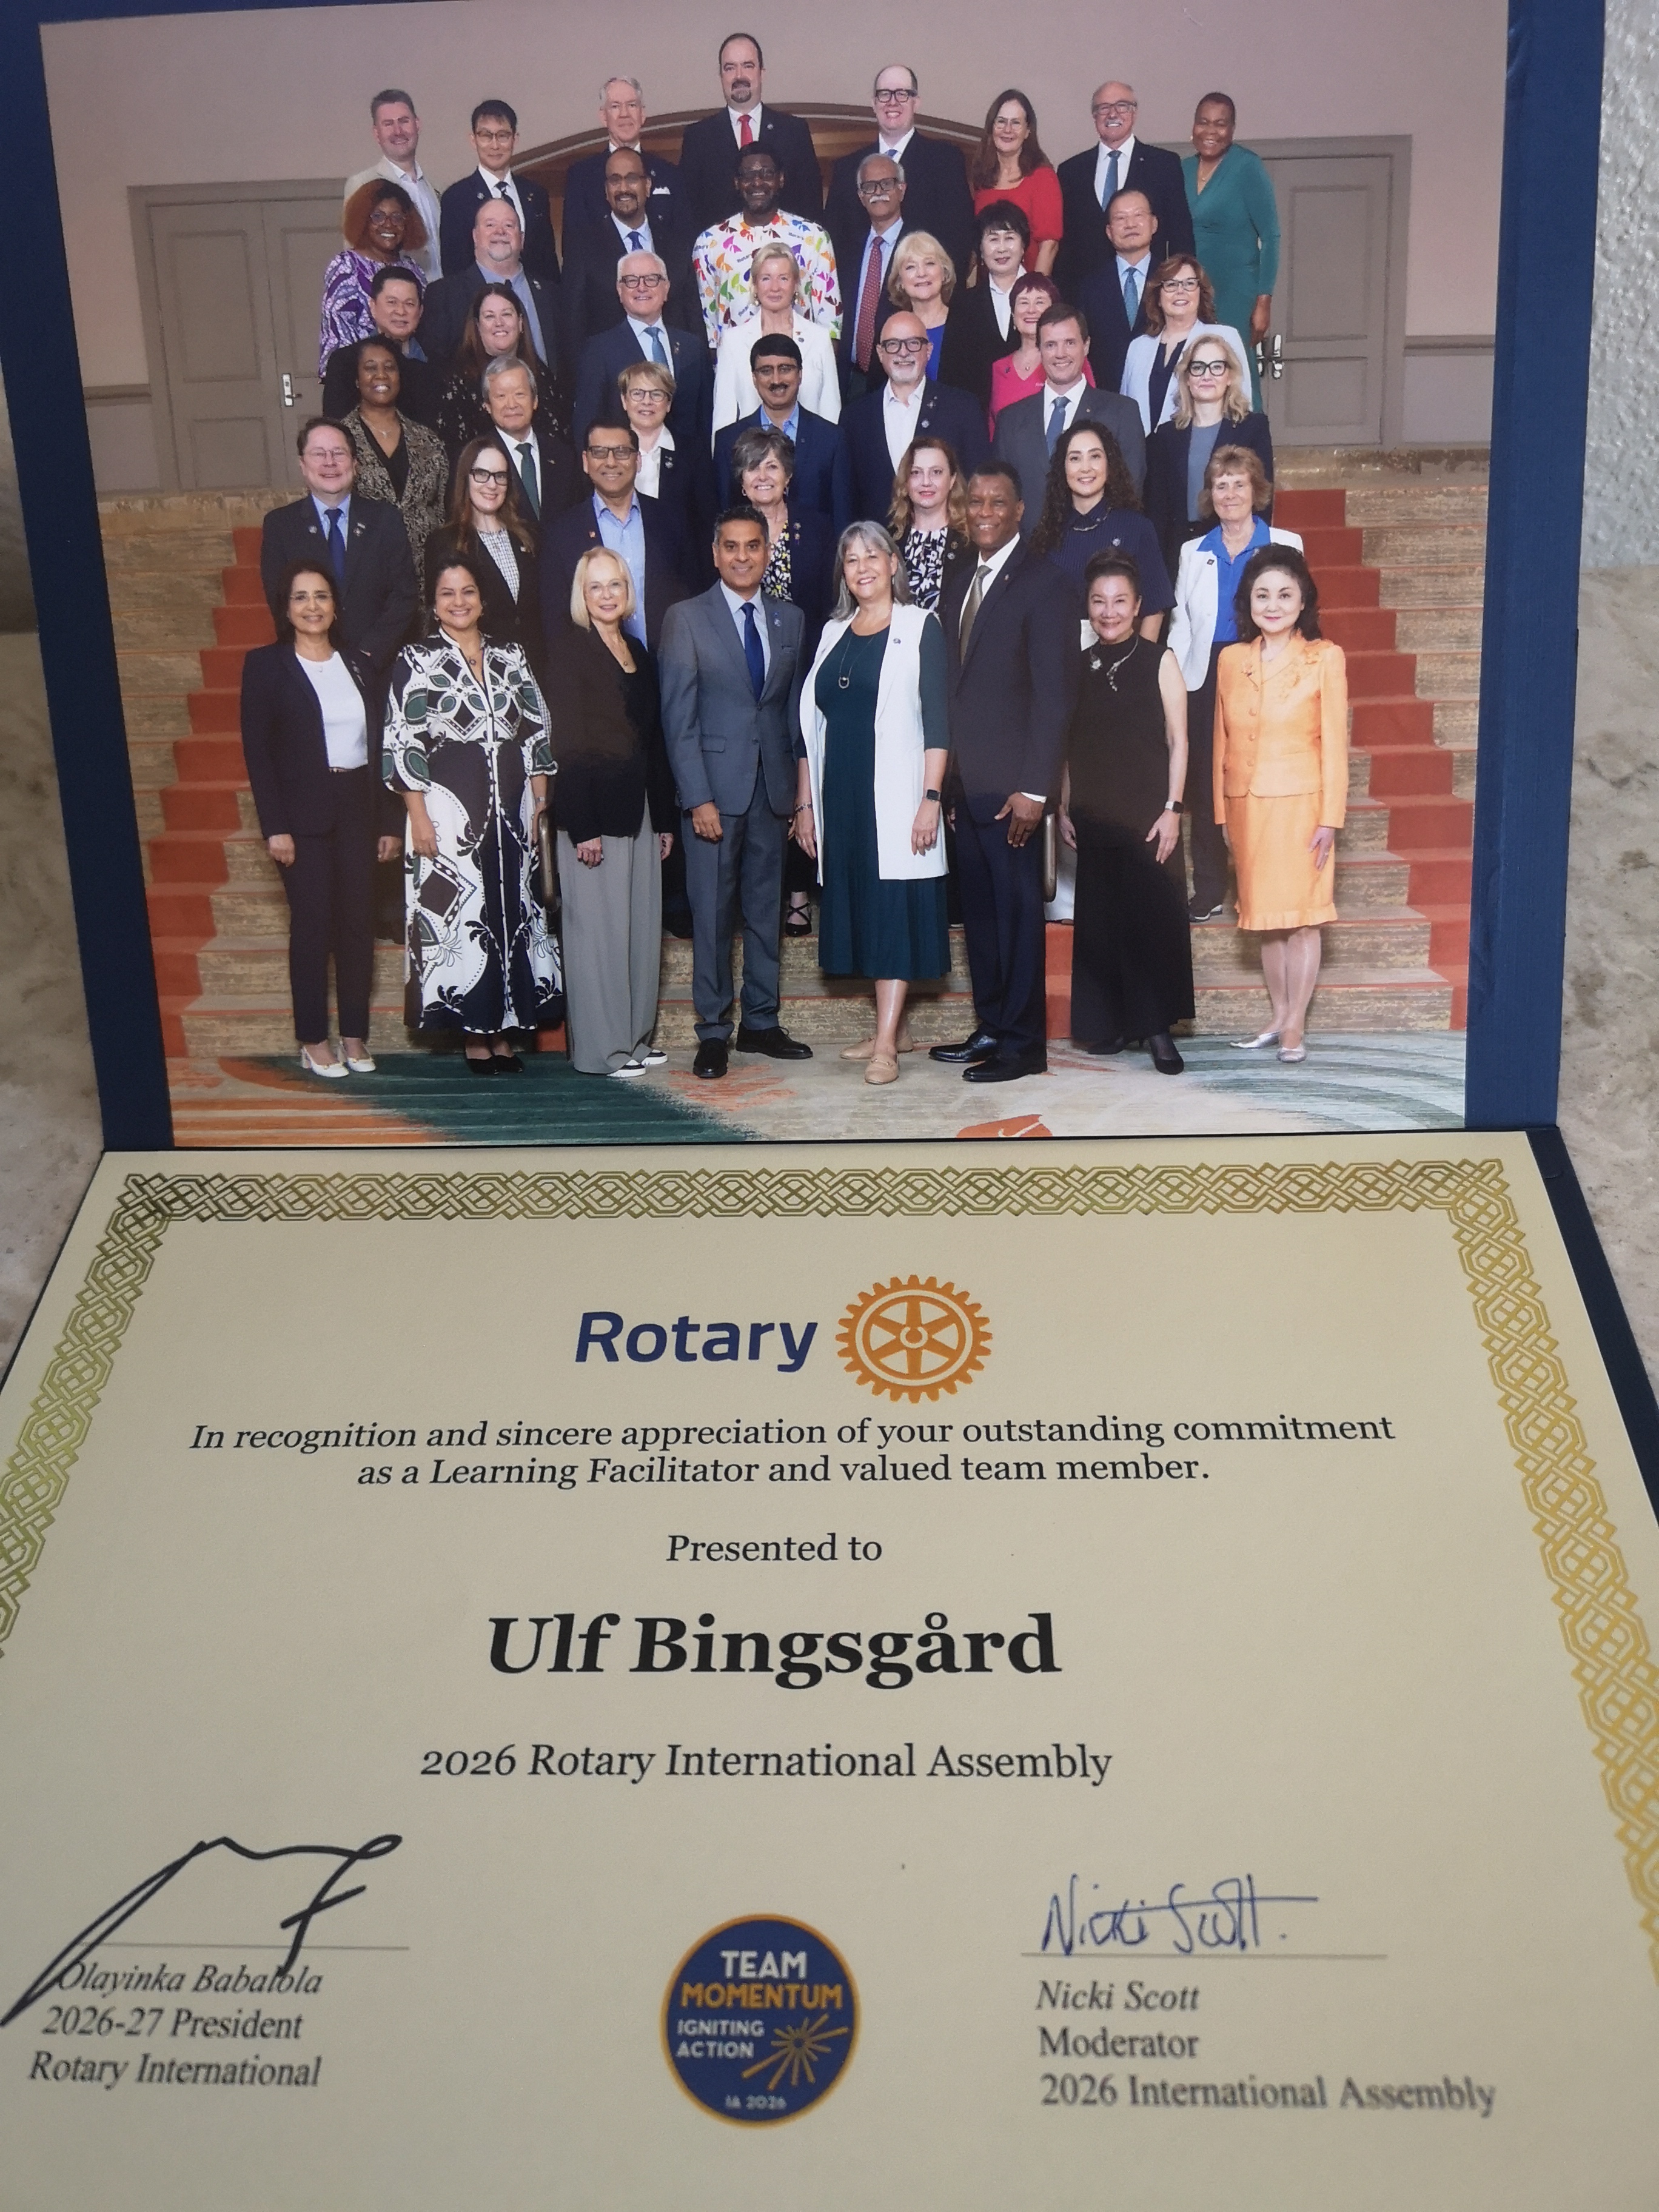 Rotary
In recognition and sincere appreciation of your outstanding commitment
as a Learning Facilitator and valued team member.
Presented to
Ulf Bingsgård
2026 Rotary International Assembly
Nicki Scott.
Olayinka Babalola
2026-27 President
Rotary International
TEAM
MOMENTUM
IGNITING
ACTION
IA 2026
Nicki Scott
Moderator
2026 International Assembly